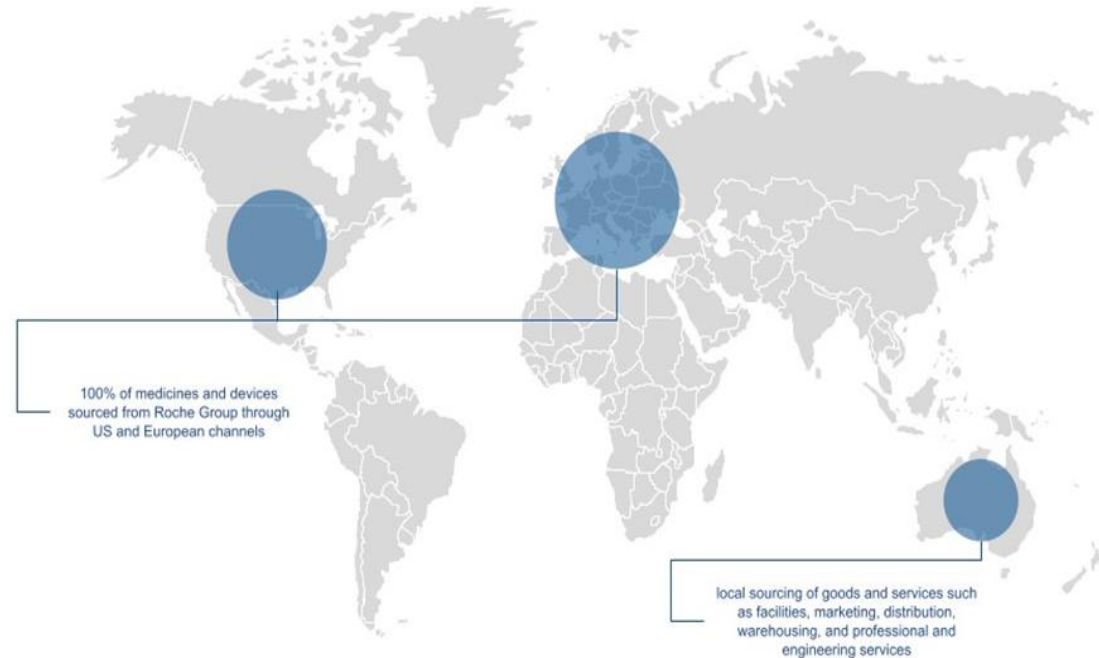 100% of medicines and devices
sourced from Roche Group through
US and European channels
local sourcing of goods and services such
as facilities, marketing, distribution,
warehousing, and professional and
engineering services